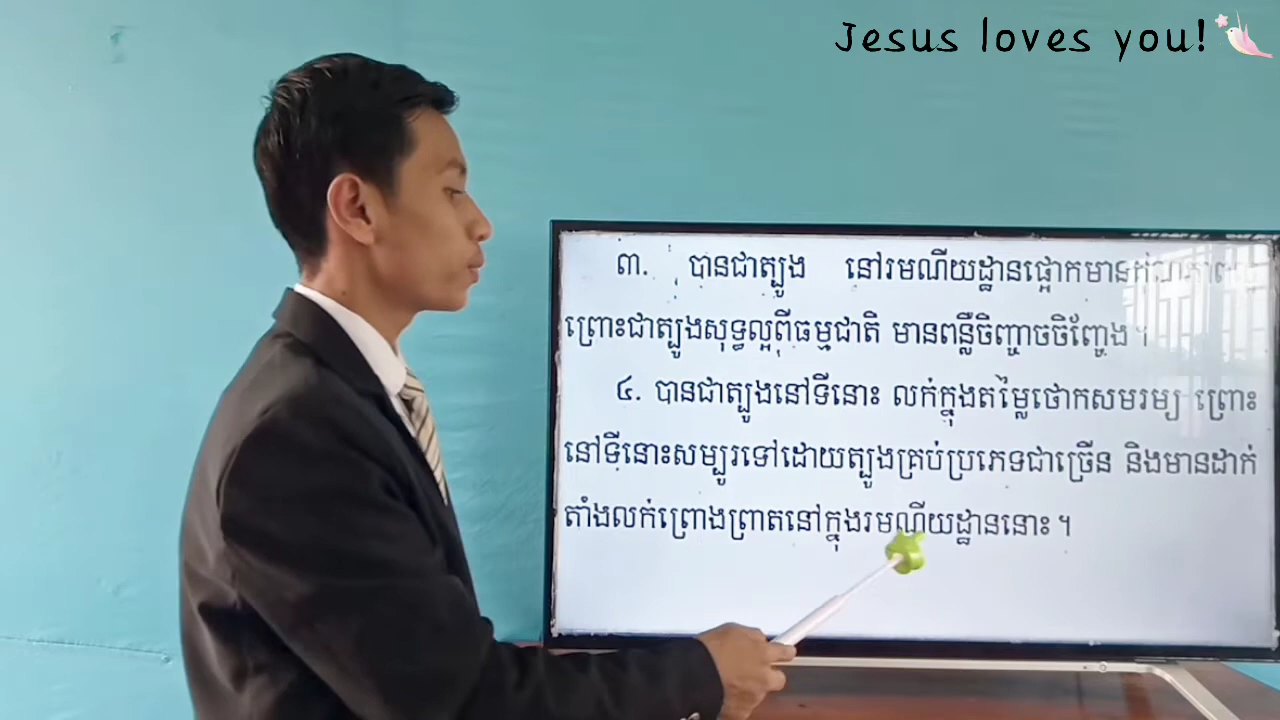 Jesus loves you!
៣. បានជាត្បូង នៅរមណីយដ្ឋានផ្អោកមាន
ព្រោះជាត្បូងសុទ្ធល្អពីធម្មជាតិ មានពន្លឺចិញ្ចាចចិញ្ចែង។
៤. បានជាត្បូងនៅទីនោះ លក់ក្នុងតម្លៃថោកសមរម្យ ព្រោះ
នៅទីនោះសម្បូរទៅដោយត្បូងគ្រប់ប្រភេទជាច្រើន និងមានដាក់
តាំងលក់ព្រោងព្រាតនៅក្នុងរមណីយដ្ឋាននោះ។